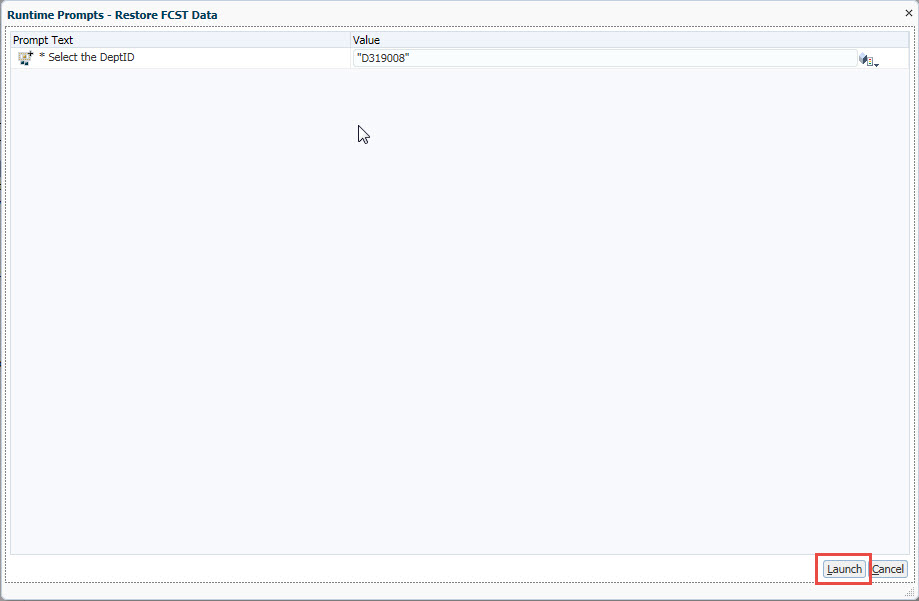 Runtime Prompts - Restore FCST Data
Prompt Text Value
* Select the DeptID "D319008"
Launch Cancel